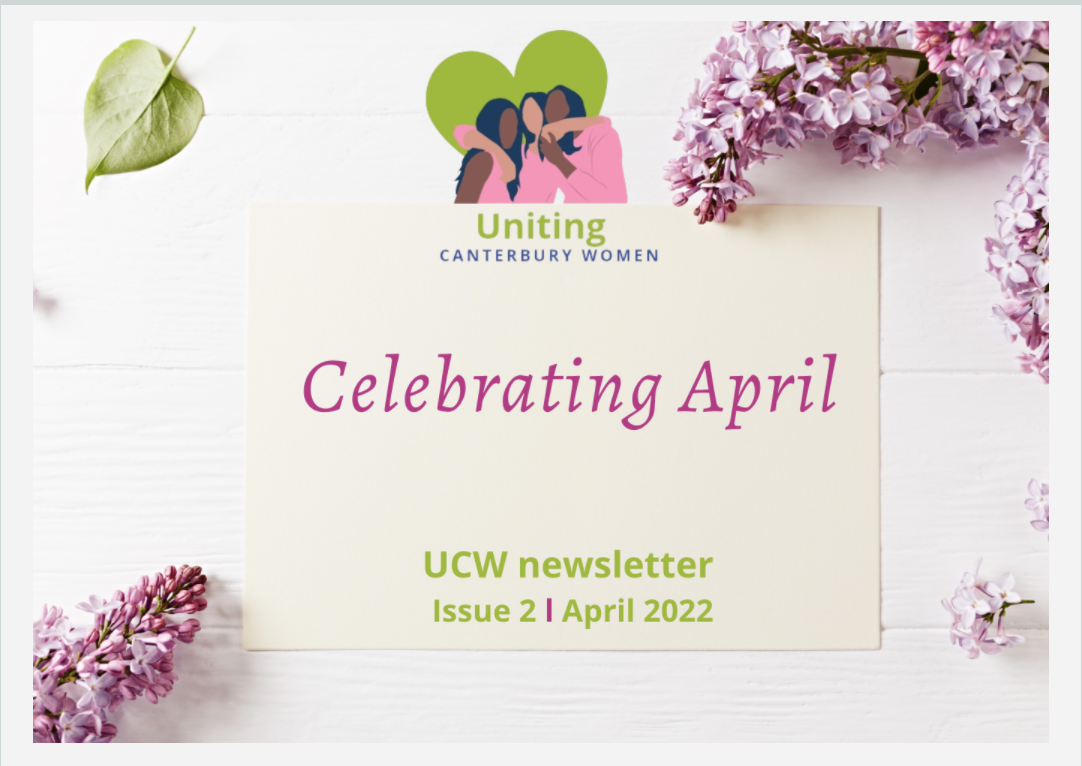 Uniting
CANTERBURY WOMEN
Celebrating April
UCW newsletter
Issue 2 l April 2022